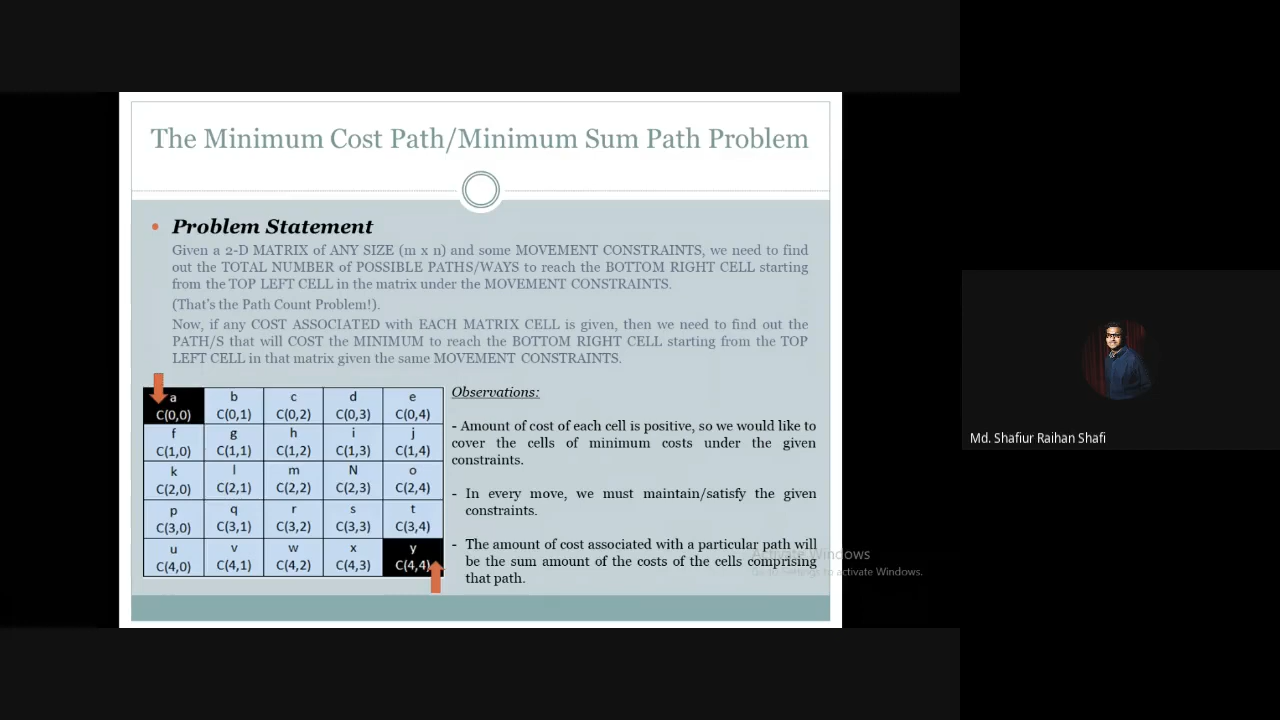 The Minimum Cost Path/Minimum Sum Path Problem
• Problem Statement
Given a 2-D MATRIX of ANY SIZE (m x n) and some MOVEMENT CONSTRAINTS, we need to find
out the TOTAL NUMBER of POSSIBLE PATHS/WAYS to reach the BOTTOM RIGHT CELL starting
from the TOP LEFT CELL in the matrix under the MOVEMENT CONSTRAINTS.
(That's the Path Count Problem!).
Now, if any COST ASSOCIATED with EACH MATRIX CELL is given, then we need to find out the
PATH/S that will COST the MINIMUM to reach the BOTTOM RIGHT CELL starting from the TOP
LEFT CELL in that matrix given the same MOVEMENT CONSTRAINTS.
a b c d e
C(0,0) C(0,1) C(0,2) C(0,3) C(0,4)
f g h i j
C(1,0) C(1,1) C(1,2) C(1,3) C(1,4)
k l m N o
C(2,0) C(2,1) C(2,2) C(2,3) C(2,4)
p q r s t
C(3,0) C(3,1) C(3,2) C(3,3) C(3,4)
u v w x y
C(4,0) C(4,1) C(4,2) C(4,3) C(4,4)
Observations:
- Amount of cost of each cell is positive, so we would like to
cover the cells of minimum costs under the given
constraints.
- In every move, we must maintain/satisfy the given
constraints.
- The amount of cost associated with a particular path will
be the sum amount of the costs of the cells comprising
that path.
Activate Windows
Go to Settings to activate Windows.
Md. Shafiur Raihan Shafi